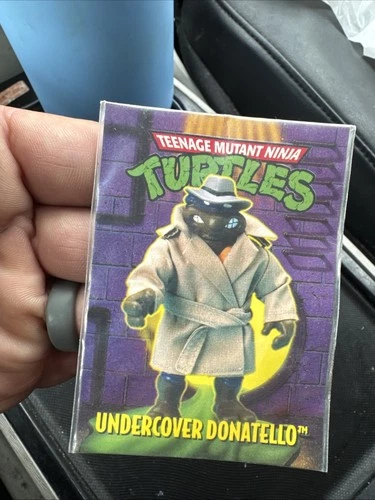 TEENAGE MUTANT NINJA
TURTLES
UNDERCOVER DONATELLO™